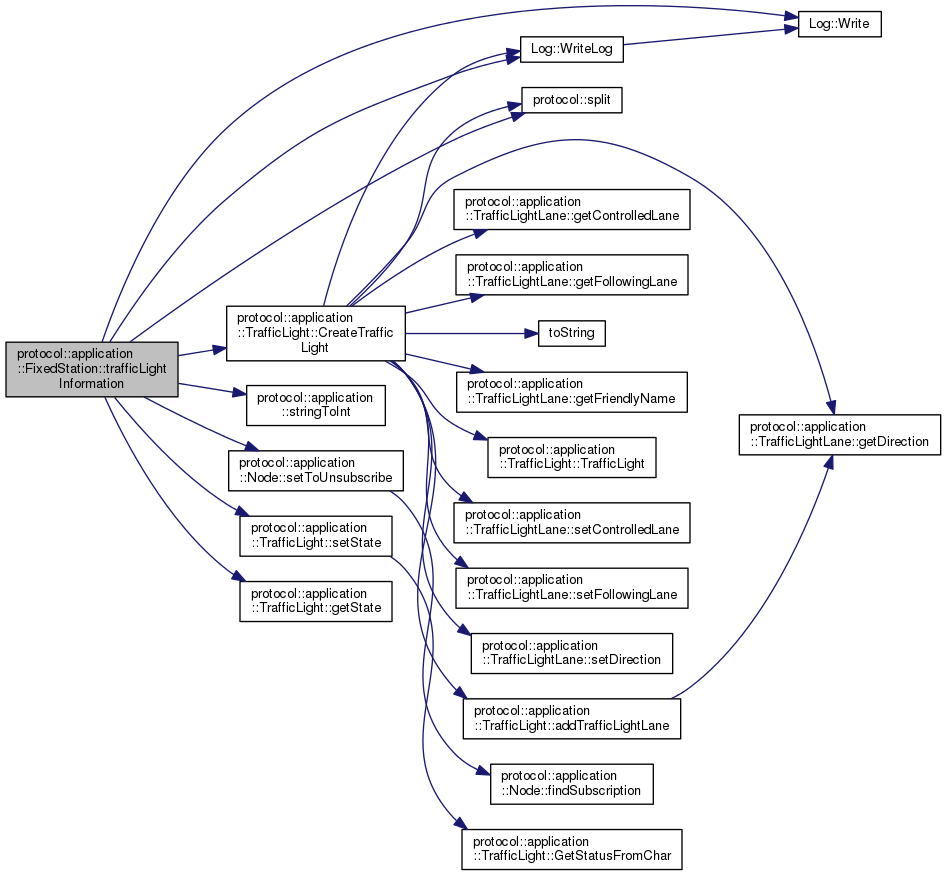 Log::Write
Log::WriteLog
protocol::split
protocol::application
::TrafficLightLane::getControlledLane
protocol::application
::TrafficLightLane::getFollowingLane
protocol::application
::TrafficLight::CreateTraffic
Light
toString
protocol::application
::FixedStation::trafficLight
Information
protocol::application
::TrafficLightLane::getFriendlyName
protocol::application
::stringToInt
protocol::application
::TrafficLightLane::getDirection
protocol::application
::TrafficLight::TrafficLight
protocol::application
::Node::setToUnsubscribe
protocol::application
::TrafficLightLane::setControlledLane
protocol::application
::TrafficLight::setState
protocol::application
::TrafficLightLane::setFollowingLane
protocol::application
::TrafficLight::getState
protocol::application
::TrafficLightLane::setDirection
protocol::application
::TrafficLight::addTrafficLightLane
protocol::application
::Node::findSubscription
protocol::application
::TrafficLight::GetStatusFromChar